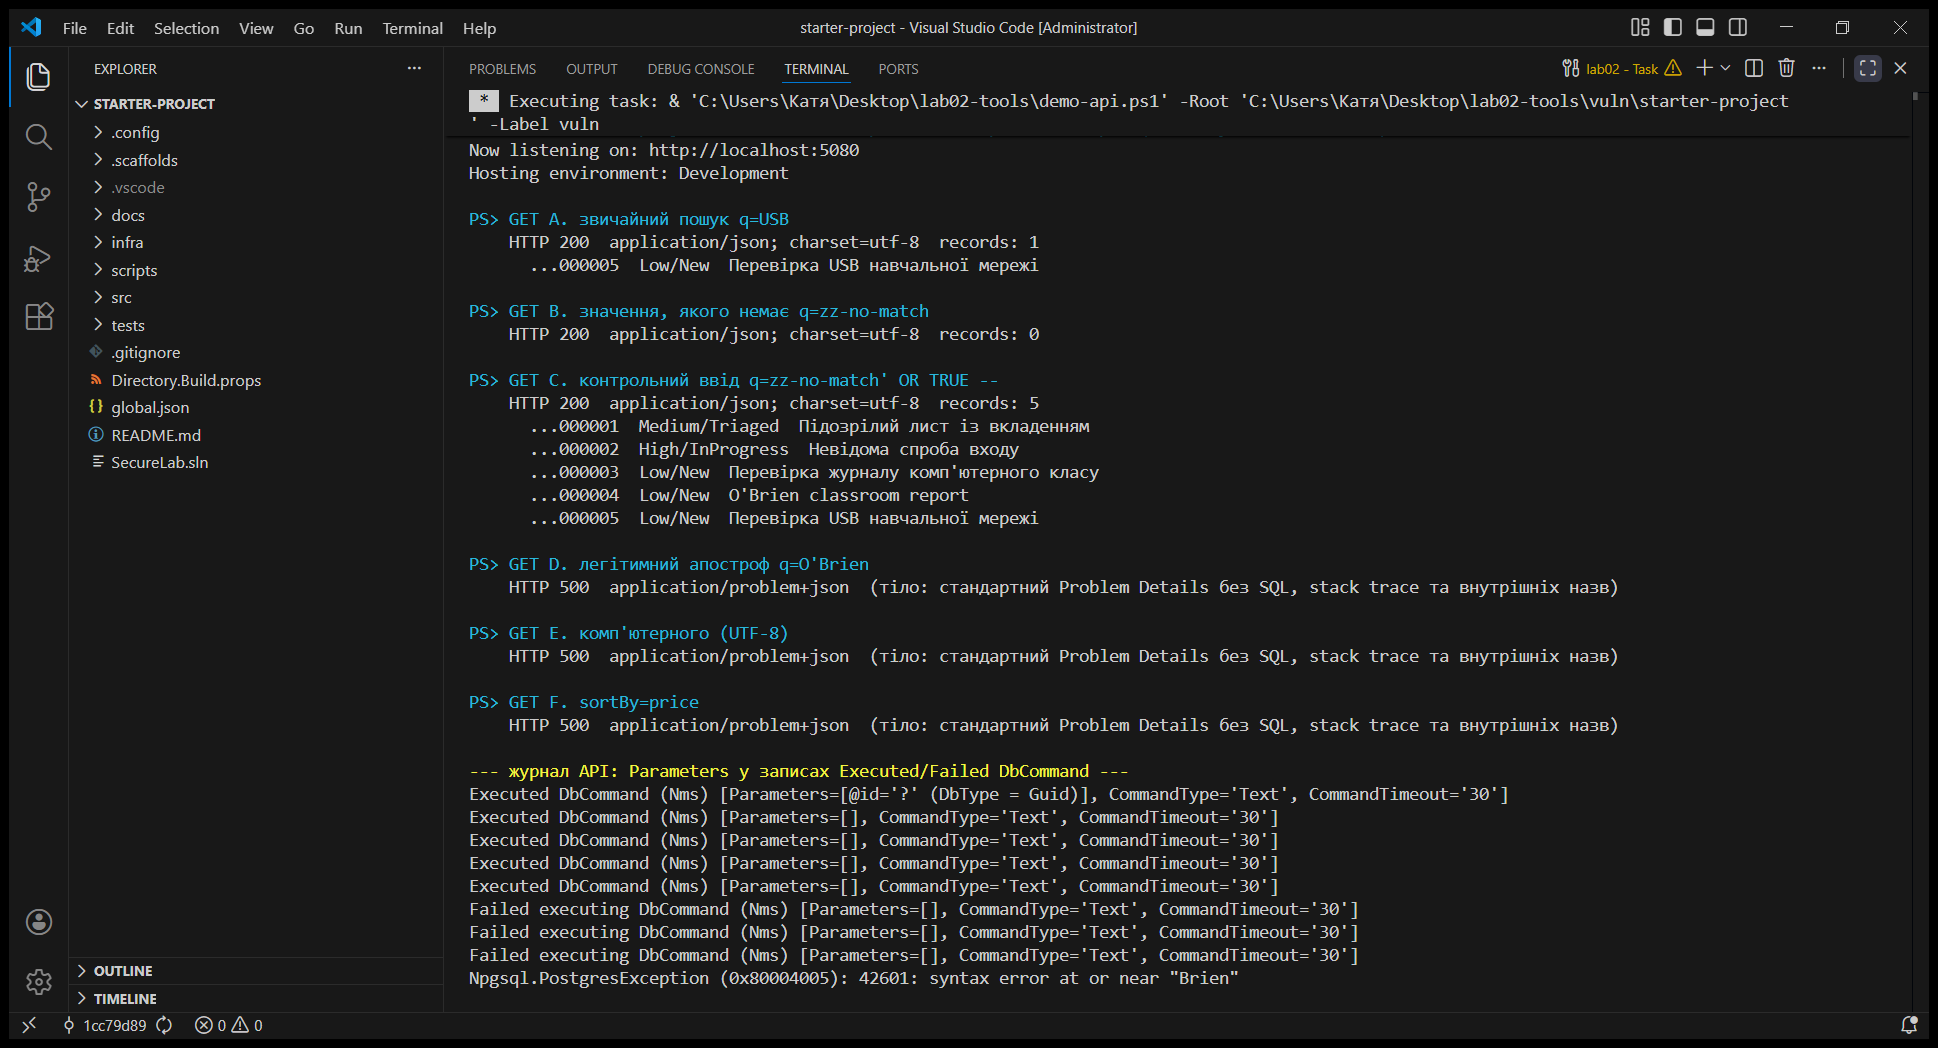 File Edit Selection View Go Run Terminal Help
starter-project - Visual Studio Code [Administrator]
EXPLORER
STARTER-PROJECT
.config
.scaffolds
.vscode
docs
infra
scripts
src
tests
.gitignore
Directory.Build.props
global.json
README.md
SecureLab.sln
OUTLINE
TIMELINE
PROBLEMS OUTPUT DEBUG CONSOLE TERMINAL PORTS
lab02 - Task
* Executing task: & 'C:\Users\Катя\Desktop\lab02-tools\demo-api.ps1' -Root 'C:\Users\Катя\Desktop\lab02-tools\vuln\starter-project
' -Label vuln
Now listening on: http://localhost:5080
Hosting environment: Development
PS> GET A. звичайний пошук q=USB
HTTP 200 application/json; charset=utf-8 records: 1
...000005 Low/New Перевірка USB навчальної мережі
PS> GET B. значення, якого немає q=zz-no-match
HTTP 200 application/json; charset=utf-8 records: 0
PS> GET C. контрольний ввід q=zz-no-match' OR TRUE --
HTTP 200 application/json; charset=utf-8 records: 5
...000001 Medium/Triaged Підозрілий лист із вкладенням
...000002 High/InProgress Невідома спроба входу
...000003 Low/New Перевірка журналу комп'ютерного класу
...000004 Low/New O'Brien classroom report
...000005 Low/New Перевірка USB навчальної мережі
PS> GET D. легітимний апостроф q=O'Brien
HTTP 500 application/problem+json (тіло: стандартний Problem Details без SQL, stack trace та внутрішніх назв)
PS> GET E. комп'ютерного (UTF-8)
HTTP 500 application/problem+json (тіло: стандартний Problem Details без SQL, stack trace та внутрішніх назв)
PS> GET F. sortBy=price
HTTP 500 application/problem+json (тіло: стандартний Problem Details без SQL, stack trace та внутрішніх назв)
--- журнал API: Parameters у записах Executed/Failed DbCommand ---
Executed DbCommand (Nms) [Parameters=[@id='?' (DbType = Guid)], CommandType='Text', CommandTimeout='30']
Executed DbCommand (Nms) [Parameters=[], CommandType='Text', CommandTimeout='30']
Executed DbCommand (Nms) [Parameters=[], CommandType='Text', CommandTimeout='30']
Executed DbCommand (Nms) [Parameters=[], CommandType='Text', CommandTimeout='30']
Executed DbCommand (Nms) [Parameters=[], CommandType='Text', CommandTimeout='30']
Failed executing DbCommand (Nms) [Parameters=[], CommandType='Text', CommandTimeout='30']
Failed executing DbCommand (Nms) [Parameters=[], CommandType='Text', CommandTimeout='30']
Failed executing DbCommand (Nms) [Parameters=[], CommandType='Text', CommandTimeout='30']
Npgsql.PostgresException (0x80004005): 42601: syntax error at or near "Brien"
1cc79d89 0 0